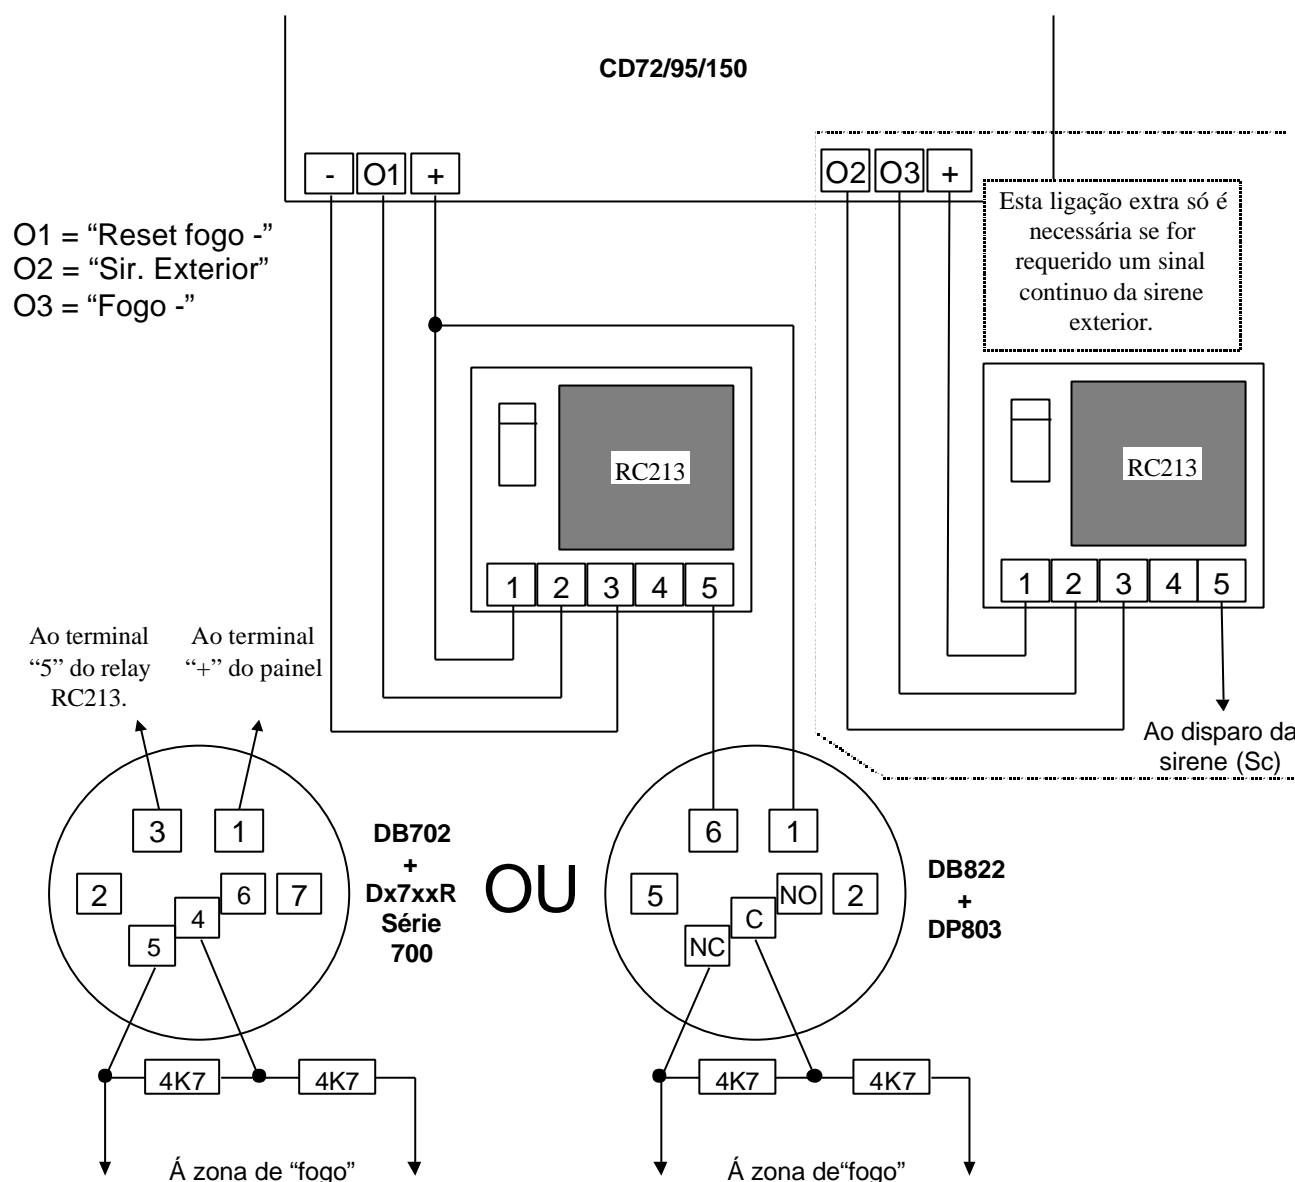 CD72/95/150
- O1 +
O2 O3 +
O1 = “Reset fogo -”
O2 = “Sir. Exterior”
O3 = “Fogo -”
Esta ligação extra só é
necessária se for
requerido um sinal
continuo da sirene
exterior.
RC213
1 2 3 4 5
RC213
1 2 3 4 5
Ao terminal
“5” do relay
RC213.
Ao terminal
“+” do painel
Ao disparo da
sirene (Sc)
3 1
2 6 7
4
5
DB702
+
Dx7xxR
Série
700
OU
6 1
5 NO 2
C
NC
DB822
+
DP803
4K7 4K7
4K7 4K7
Á zona de “fogo”
Á zona de“fogo”